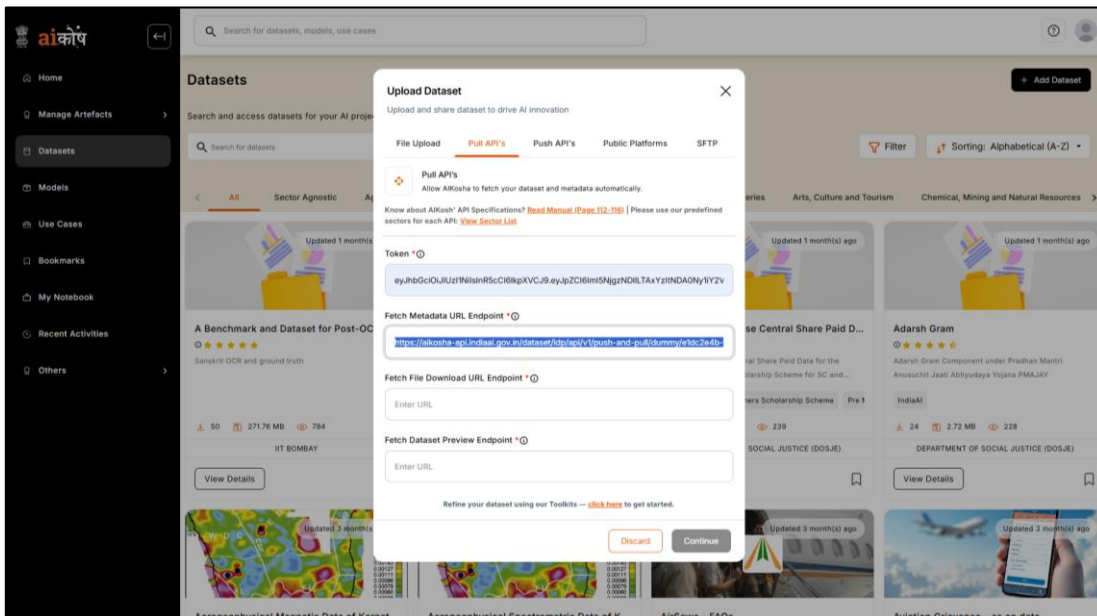 aiकोष
Home
Manage Artefacts
Datasets
Models
Use Cases
Bookmarks
My Notebook
Recent Activities
Others
Search for datasets, models, use cases
Datasets
+ Add Dataset
Search and access datasets for your AI
Search for datasets
Filter
Sorting: Alphabetical (A-Z)
All
Sector Agnostic
Arts, Culture and Tourism
Chemical, Mining and Natural Resources
Upload Dataset
Upload and share dataset to drive AI innovation
File Upload
Pull API's
Push API's
Public Platforms
SFTP
Pull API's
Allow AIKosha to fetch your dataset and metadata automatically.
Know about AIKosh' API Specifications? Read Manual (Page 112-116) | Please use our predefined
sectors for each API: View Sector List
Token *
Fetch Metadata URL Endpoint *
https://aikosha-api.indiaai.gov.in/dataset/idp/api/v1/push-and-pull/dummy/e1dc2e4b-
Fetch File Download URL Endpoint *
Enter URL
Fetch Dataset Preview Endpoint *
Enter URL
Refine your dataset using our Toolkits — click here to get started.
Discard
Continue
Updated 1 month(s)
A Benchmark and Dataset for Post-OC
Sanskrit OCR and ground truth
50 271.76 MB 784
IIT BOMBAY
View Details
Updated 1 month(s) ago
se Central Share Paid D...
ral Share Paid Data for the
larship Scheme for SC and...
ners Scholarship Scheme
239
SOCIAL JUSTICE (DOSJE)
Updated 1 month(s) ago
Adarsh Gram
Adarsh Gram Component under Pradhan Mantri
Anusuchit Jaati Abhyudaya Yojana PMAJAY
IndiaAI
24 2.72 MB 228
DEPARTMENT OF SOCIAL JUSTICE (DOSJE)
View Details
Updated 3 month(s)
Updated 3 month(s) ago
Updated 3 month(s) ago